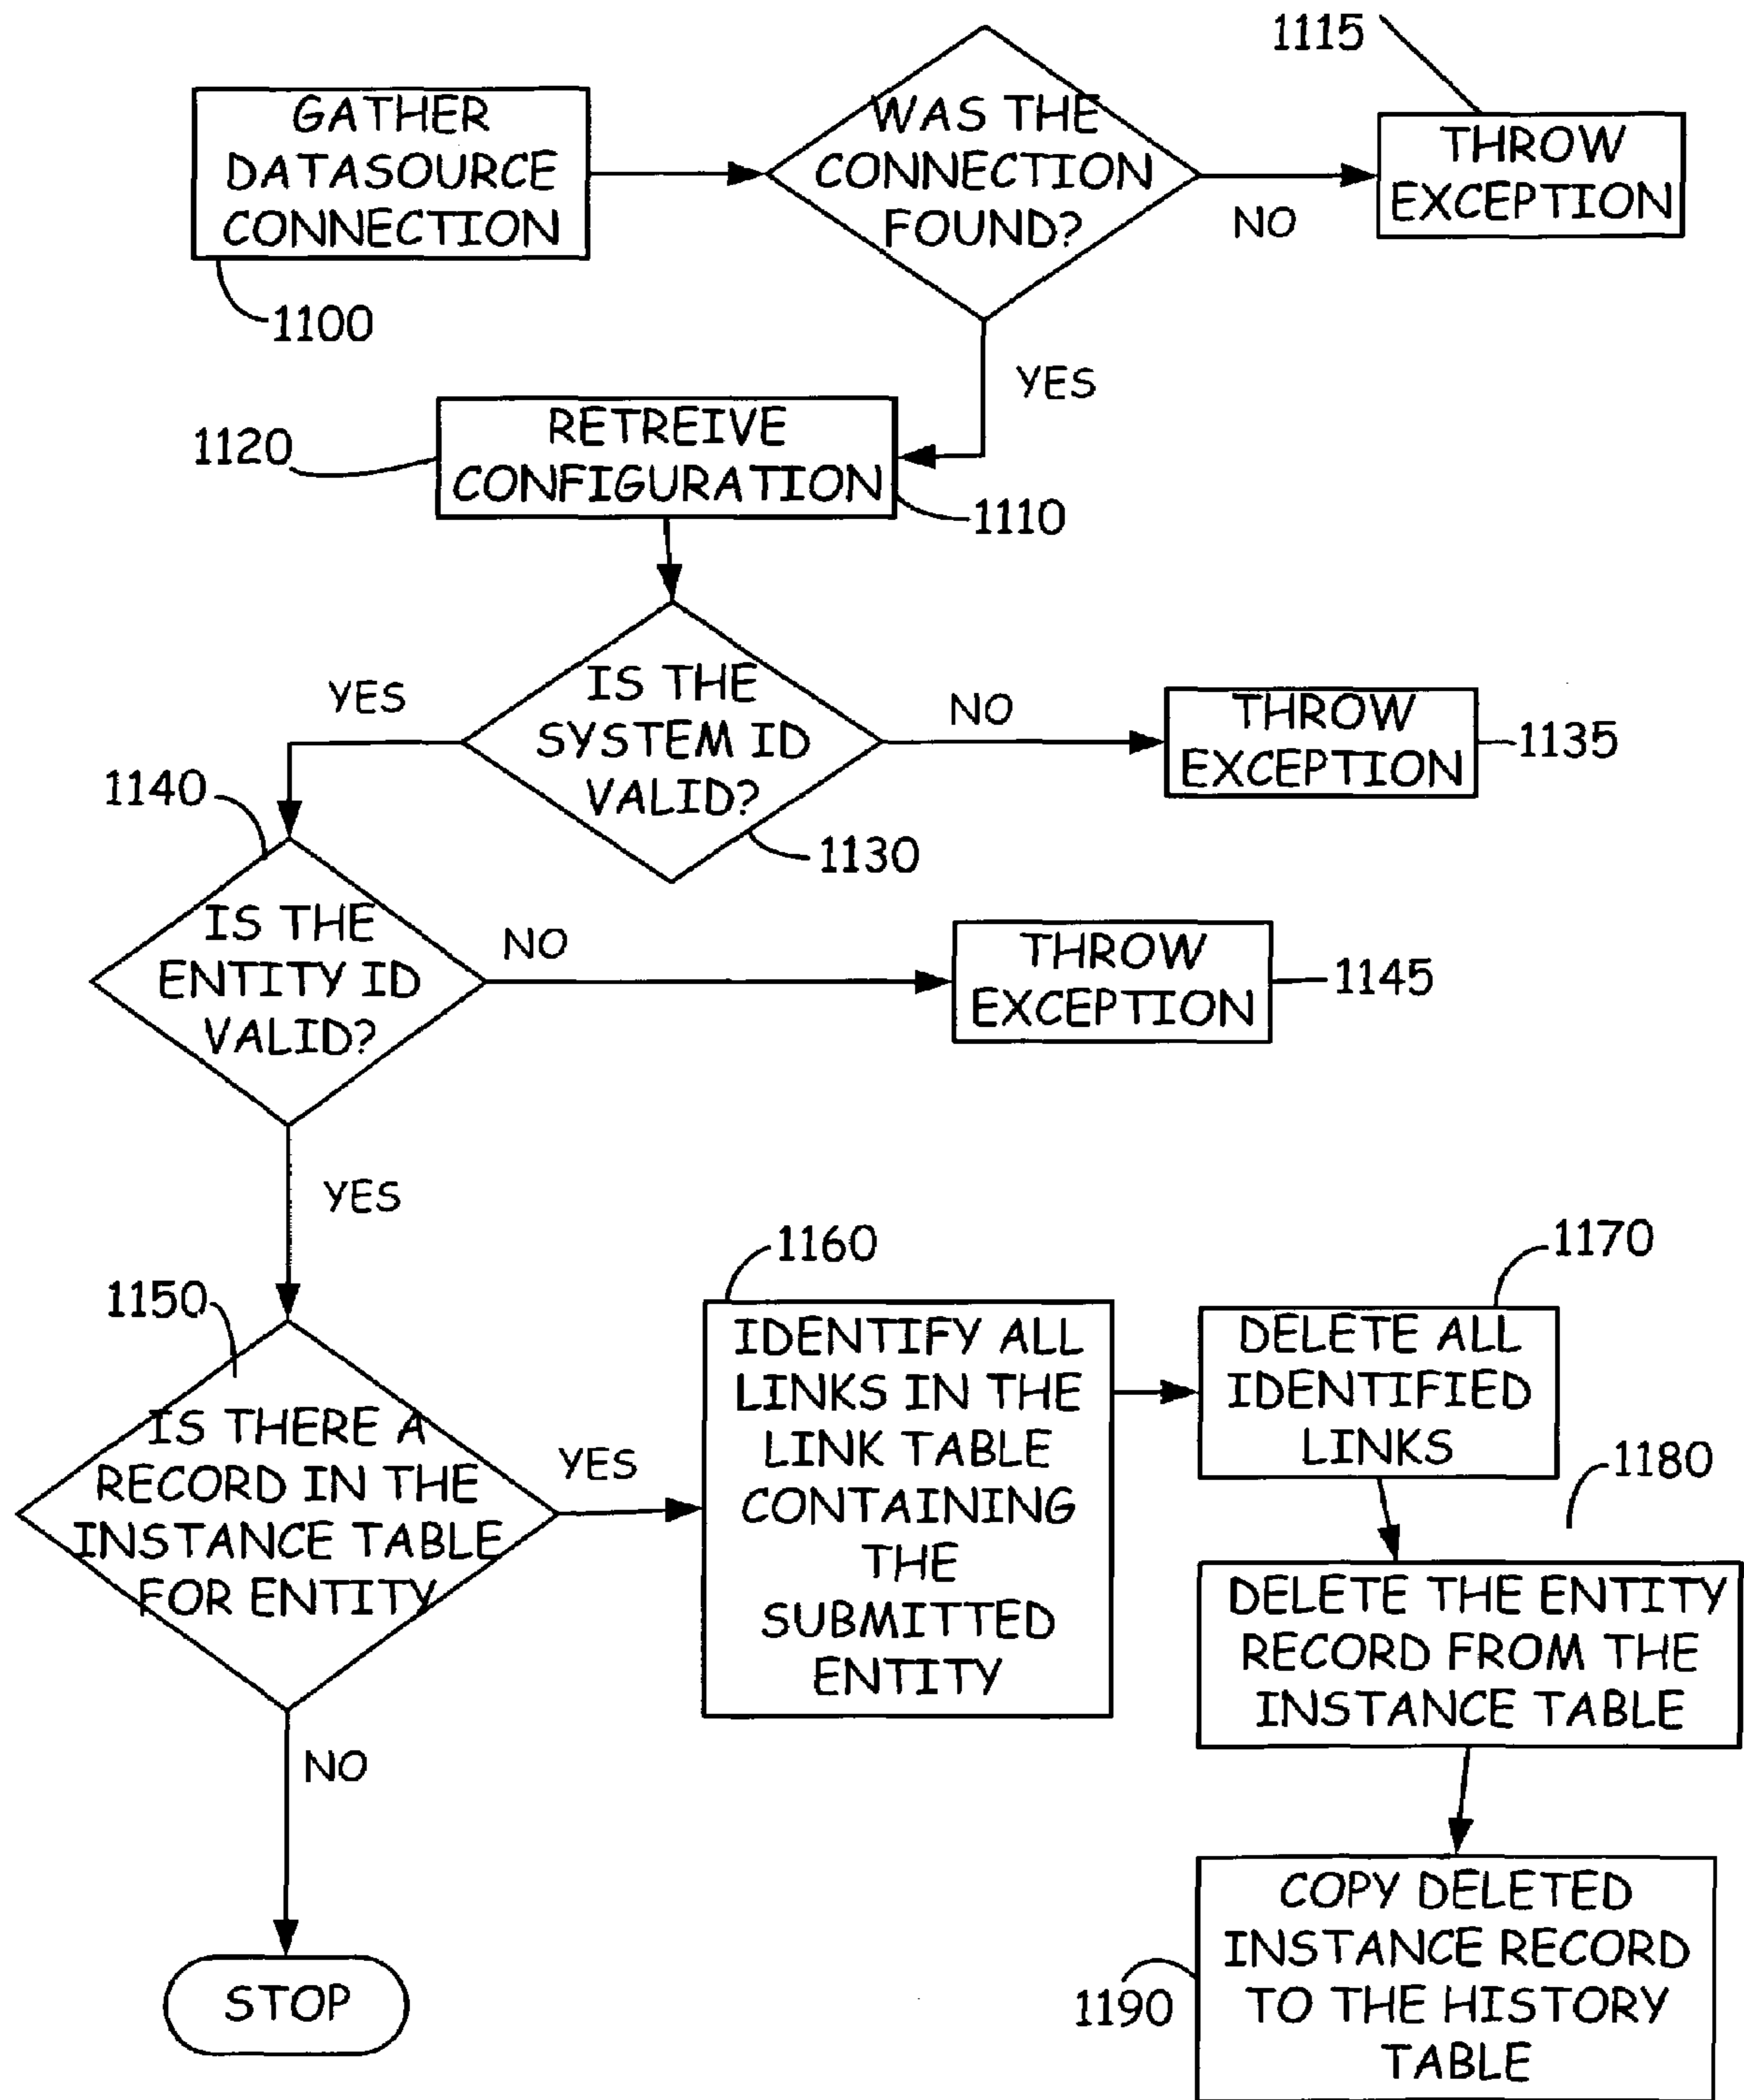 1115
GATHER
DATASOURCE
CONNECTION
1100
WAS THE
CONNECTION
FOUND?
NO
THROW
EXCEPTION
YES
1120
RETREIVE
CONFIGURATION
1110
IS THE
SYSTEM ID
VALID?
1130
NO
THROW
EXCEPTION
1135
YES
1140
IS THE
ENTITY ID
VALID?
NO
THROW
EXCEPTION
1145
YES
1150
IS THERE A
RECORD IN THE
INSTANCE TABLE
FOR ENTITY
YES
1160
IDENTIFY ALL
LINKS IN THE
LINK TABLE
CONTAINING
THE
SUBMITTED
ENTITY
1170
DELETE ALL
IDENTIFIED
LINKS
1180
DELETE THE ENTITY
RECORD FROM THE
INSTANCE TABLE
1190
COPY DELETED
INSTANCE RECORD
TO THE HISTORY
TABLE
NO
STOP